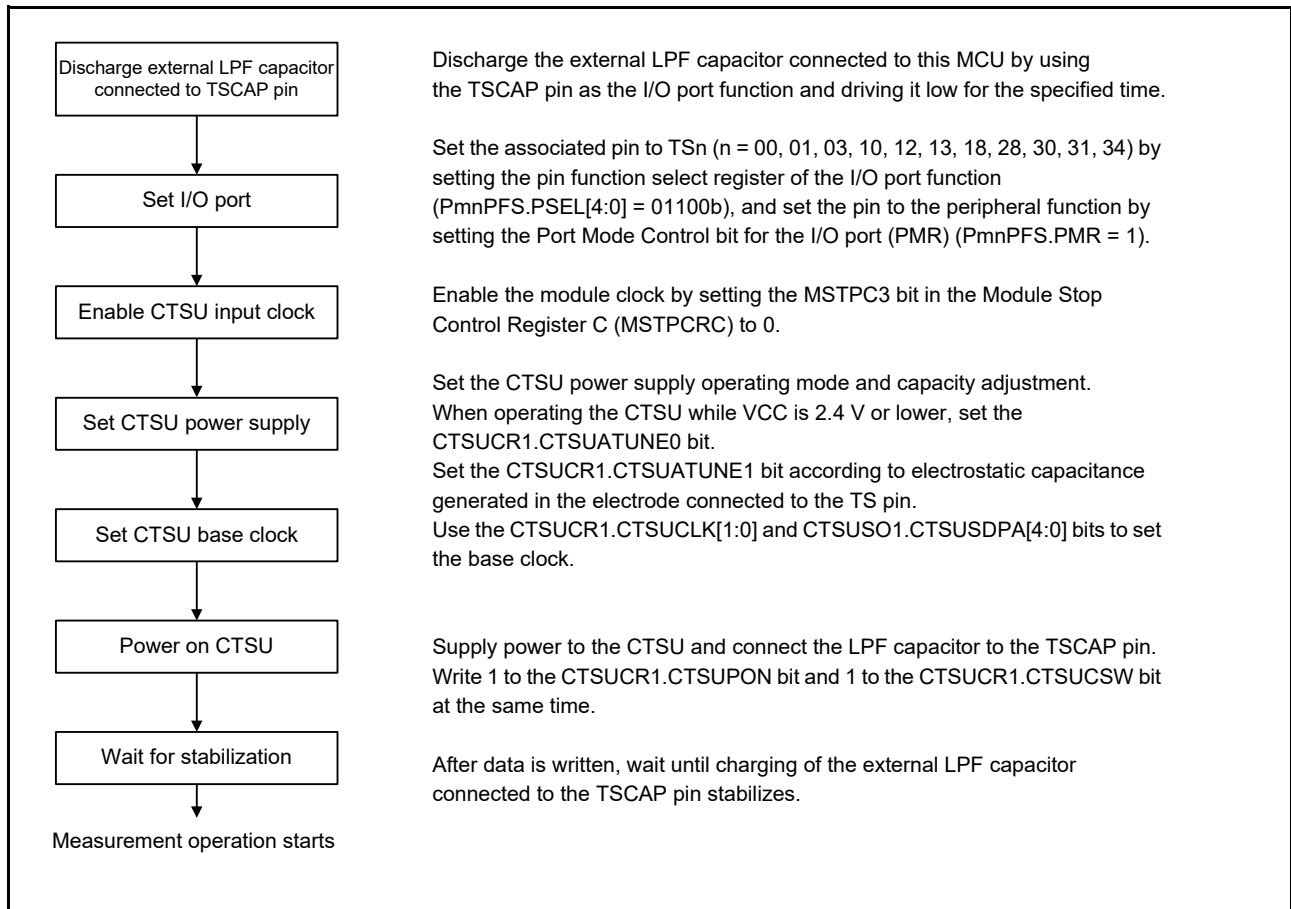 Discharge external LPF capacitor
connected to TSCAP pin
Discharge the external LPF capacitor connected to this MCU by using
the TSCAP pin as the I/O port function and driving it low for the specified time.
Set I/O port
Set the associated pin to TSn (n = 00, 01, 03, 10, 12, 13, 18, 28, 30, 31, 34) by
setting the pin function select register of the I/O port function
(PmnPFS.PSEL[4:0] = 01100b), and set the pin to the peripheral function by
setting the Port Mode Control bit for the I/O port (PMR) (PmnPFS.PMR = 1).
Enable CTSU input clock
Enable the module clock by setting the MSTPC3 bit in the Module Stop
Control Register C (MSTPCRC) to 0.
Set CTSU power supply
Set the CTSU power supply operating mode and capacity adjustment.
When operating the CTSU while VCC is 2.4 V or lower, set the
CTSUCR1.CTSUATUNE0 bit.
Set the CTSUCR1.CTSUATUNE1 bit according to electrostatic capacitance
generated in the electrode connected to the TS pin.
Set CTSU base clock
Use the CTSUCR1.CTSUCLK[1:0] and CTSUSO1.CTSUSDPA[4:0] bits to set
the base clock.
Power on CTSU
Supply power to the CTSU and connect the LPF capacitor to the TSCAP pin.
Write 1 to the CTSUCR1.CTSUPON bit and 1 to the CTSUCR1.CTSUCSW bit
at the same time.
Wait for stabilization
After data is written, wait until charging of the external LPF capacitor
connected to the TSCAP pin stabilizes.
Measurement operation starts